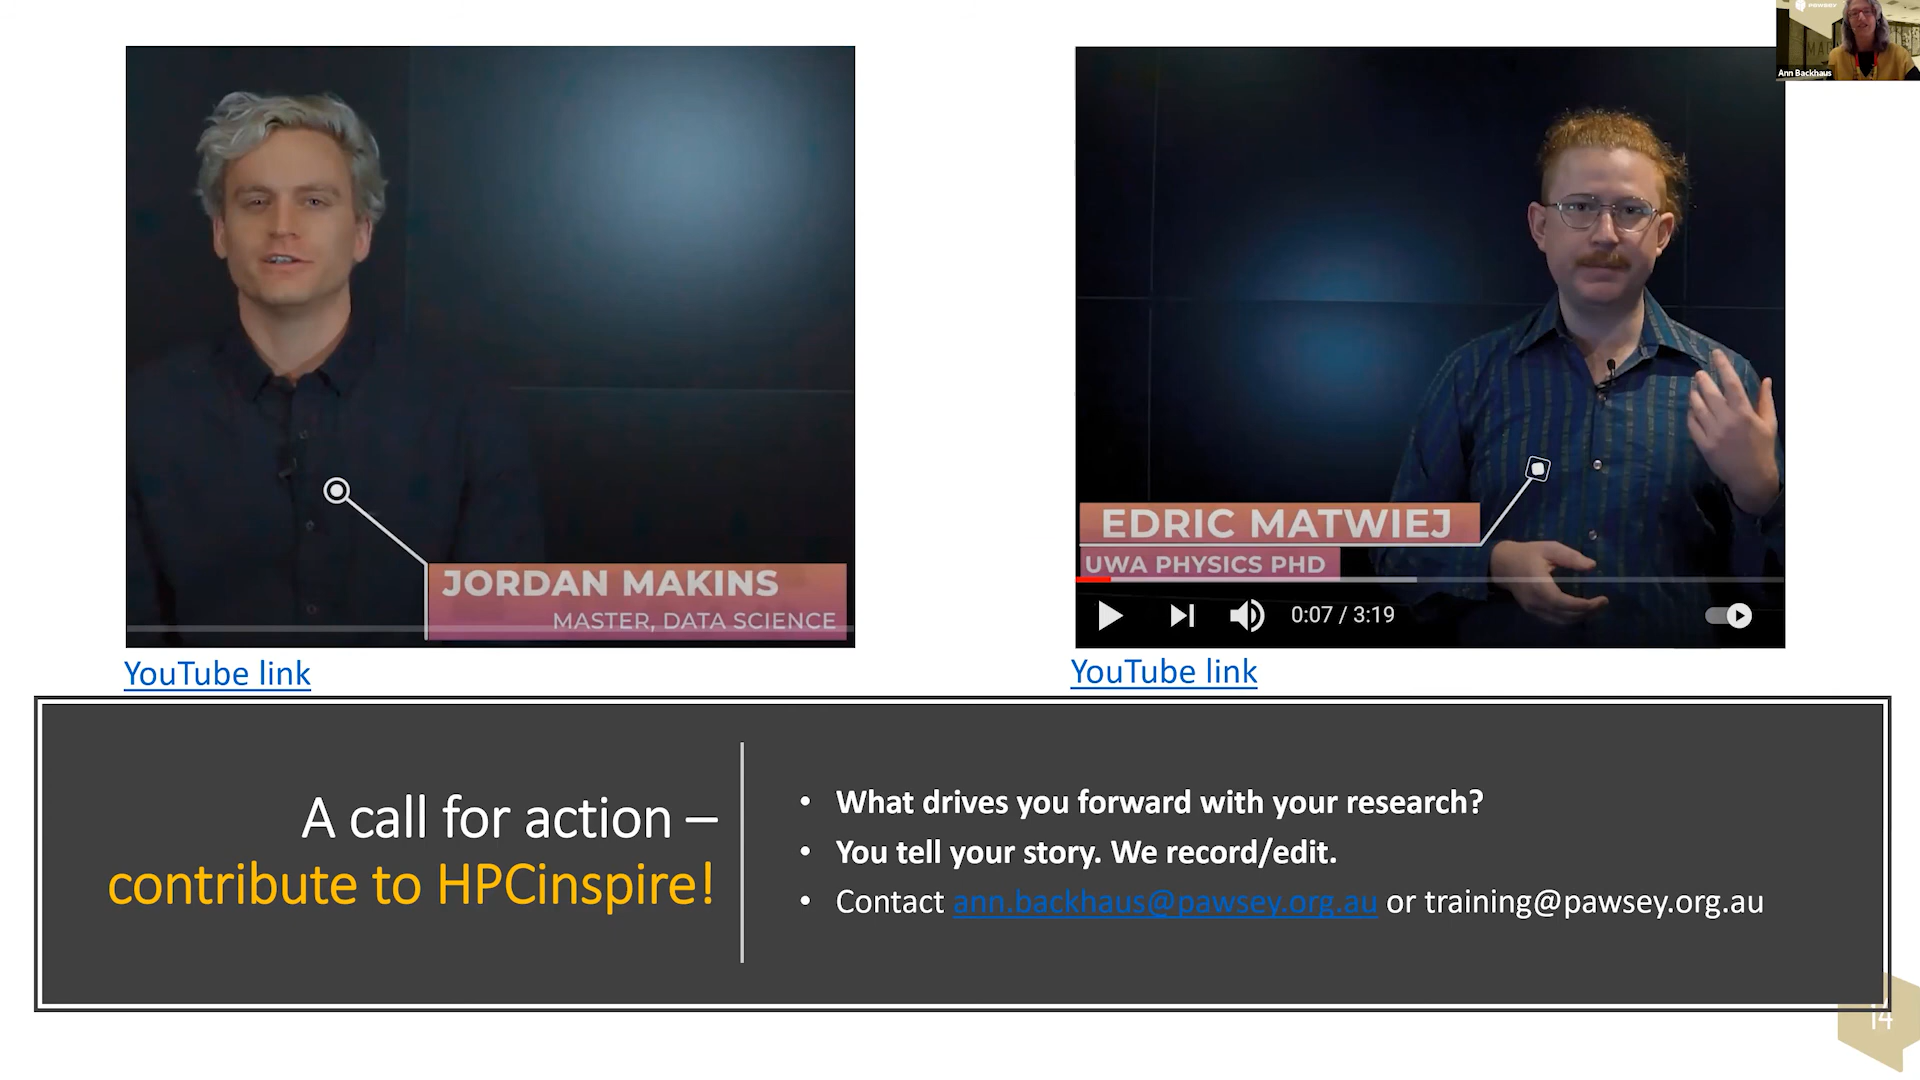 PAWSEY
Ann Backhaus
JORDAN MAKINS
MASTER, DATA SCIENCE
EDRIC MATWIEJ
UWA PHYSICS PHD
0:07 / 3:19
YouTube link
YouTube link
A call for action –
contribute to HPCinspire!
• What drives you forward with your research?
• You tell your story. We record/edit.
• Contact ann.backhaus@pawsey.org.au or training@pawsey.org.au
14